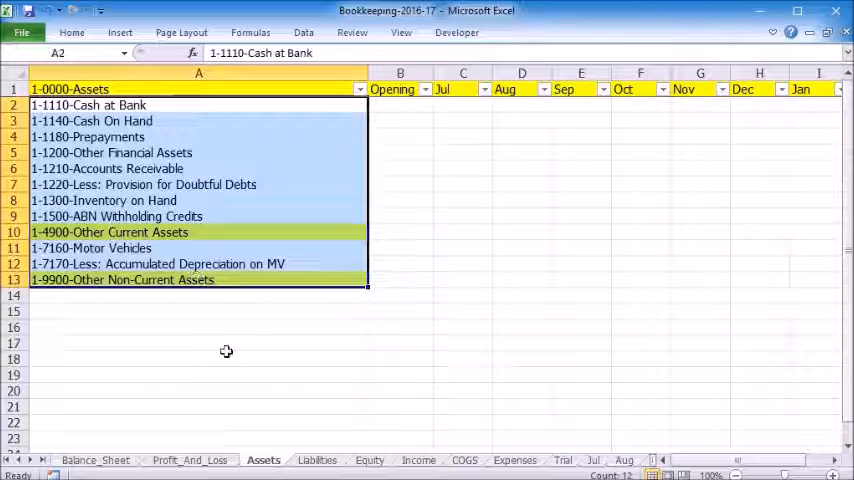 Bookkeeping-2016-17 - Microsoft Excel
File Home Insert Page Layout Formulas Data Review View Developer
A2 fx 1-1110-Cash at Bank
A B C D E F G H I
1 1-0000-Assets Opening Jul Aug Sep Oct Nov Dec Jan
2 1-1110-Cash at Bank
3 1-1140-Cash On Hand
4 1-1180-Prepayments
5 1-1200-Other Financial Assets
6 1-1210-Accounts Receivable
7 1-1220-Less: Provision for Doubtful Debts
8 1-1300-Inventory on Hand
9 1-1500-ABN Withholding Credits
10 1-4900-Other Current Assets
11 1-7160-Motor Vehicles
12 1-7170-Less: Accumulated Depreciation on MV
13 1-9900-Other Non-Current Assets
14
15
16
17
18
19
20
21
22
23
Balance_Sheet Profit_And_Loss Assets Liabilities Equity Income COGS Expenses Trial Jul Aug
Ready Count: 12 100%